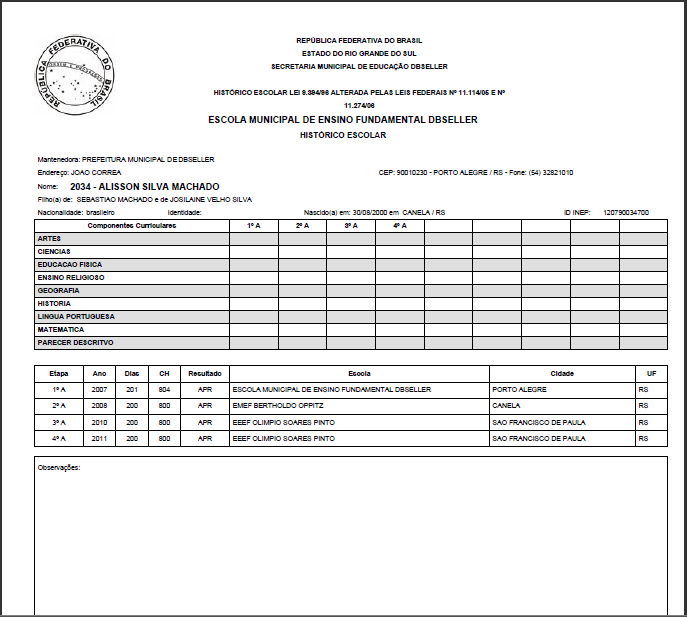 REPÚBLICA FEDERATIVA DO BRASIL
REPÚBLICA FEDERATIVA DO BRASIL
ESTADO DO RIO GRANDE DO SUL
SECRETARIA MUNICIPAL DE EDUCAÇÃO DBSELLER
HISTÓRICO ESCOLAR LEI 9.394/96 ALTERADA PELAS LEIS FEDERAIS Nº 11.114/05 E Nº
11.274/06
ESCOLA MUNICIPAL DE ENSINO FUNDAMENTAL DBSELLER
HISTÓRICO ESCOLAR
Mantenedora: PREFEITURA MUNICIPAL DE DBSELLER
Endereço: JOAO CORREA CEP: 90010230 - PORTO ALEGRE / RS - Fone: (54) 32821010
Nome: 2034 - ALISSON SILVA MACHADO
Filho(a) de: SEBASTIAO MACHADO e de JOSILAINE VELHO SILVA
Nacionalidade: brasileiro Identidade: Nascido(a) em: 30/08/2000 em CANELA / RS ID INEP: 120790034700
Componentes Curriculares 1º A 2º A 3º A 4º A
ARTES
CIENCIAS
EDUCACAO FISICA
ENSINO RELIGIOSO
GEOGRAFIA
HISTORIA
LINGUA PORTUGUESA
MATEMATICA
PARECER DESCRITVO
Etapa Ano Dias CH Resultado Escola Cidade UF
1º A 2007 201 804 APR ESCOLA MUNICIPAL DE ENSINO FUNDAMENTAL DBSELLER PORTO ALEGRE RS
2º A 2008 200 800 APR EMEF BERTHOLDO OPPITZ CANELA RS
3º A 2010 200 800 APR EEEF OLIMPIO SOARES PINTO SAO FRANCISCO DE PAULA RS
4º A 2011 200 800 APR EEEF OLIMPIO SOARES PINTO SAO FRANCISCO DE PAULA RS
Observações: